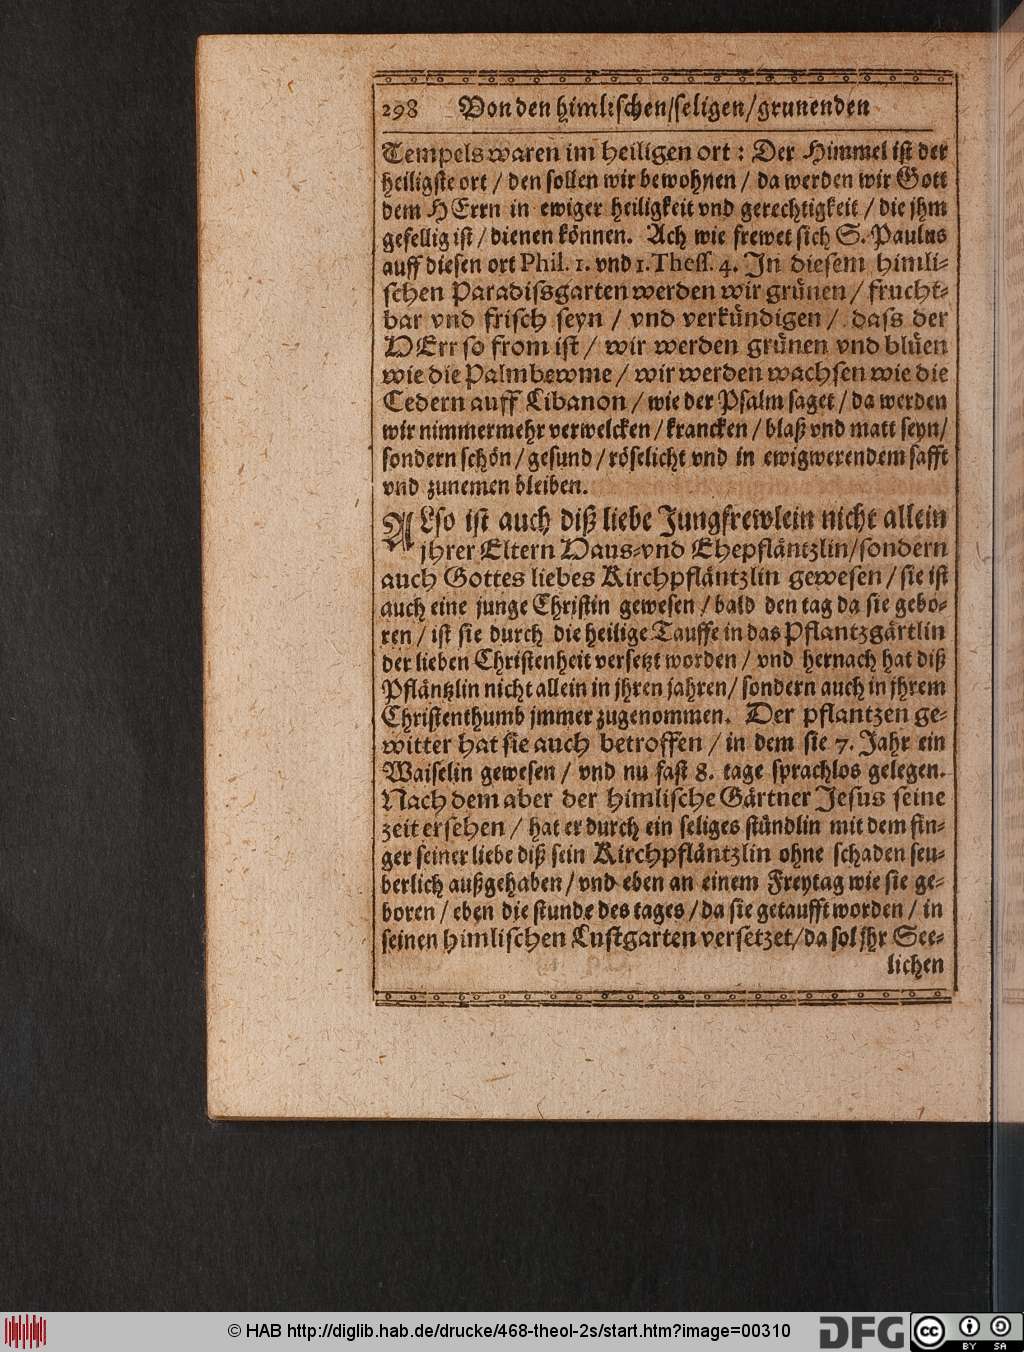 298 Von den himlischen/seligen/grunenden
Tempels waren im heiligen ort : Der Himmel ist der
heiligste ort / den sollen wir bewohnen / da werden wir Gott
dem HErrn in ewiger heiligkeit vnd gerechtigkeit / die jhm
gefellig ist / dienen können. Ach wie frewet sich S. Paulus
auff diesen ort Phil. 1. vnd 1. Thess. 4. In diesem himli-
schen Paradissgarten werden wir grünen / frucht-
bar vnd frisch seyn / vnd verkündigen / dass der
HErr so from ist / wir werden grünen vnd blüen
wie die Palmbewme / wir werden wachsen wie die
Cedern auff Libanon / wie der Psalm saget / da werden
wir nimmermehr verwelcken / krancken / blaß vnd matt seyn/
sondern schön / gesund / röselicht vnd in ewigwerendem safft
vnd zunemen bleiben.
ALso ist auch diß liebe Jungfrewlein nicht allein
jhrer Eltern Haus-vnd Ehepfläntzlin/sondern
auch Gottes liebes Kirchpfläntzlin gewesen / sie ist
auch eine junge Christin gewesen / bald den tag da sie gebo-
ren / ist sie durch die heilige Tauffe in das Pflantzgärtlin
der lieben Christenheit versetzt worden / vnd hernach hat diß
Pfläntzlin nicht allein in jhren jahren/ sondern auch in jhrem
Christenthumb jmmer zugenommen. Der pflantzen ge-
witter hat sie auch betroffen / in dem sie 7. Jahr ein
Waiselin gewesen / vnd nu fast 8. tage sprachlos gelegen.
Nach dem aber der himlische Gärtner Jesus seine
zeit ersehen / hat er durch ein seliges stündlin mit dem fin-
ger seiner liebe diß sein Kirchpfläntzlin ohne schaden seu-
berlich außgehaben / vnd eben an einem Freytag wie sie ge-
boren / eben die stunde des tages / da sie getaufft worden / in
seinen himlischen Lustgarten versetzet/da sol jhr See-
lichen
© HAB http://diglib.hab.de/drucke/468-theol-2s/start.htm?image=00310
DFG
cc BY SA